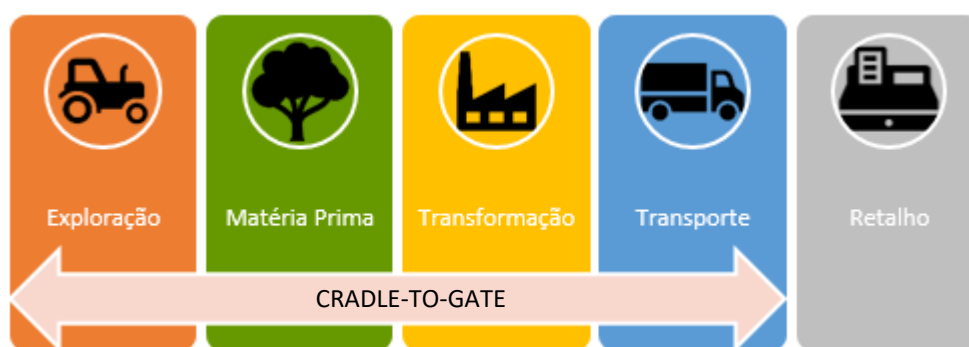 Exploração
Matéria Prima
Transformação
Transporte
Retalho
CRADLE-TO-GATE